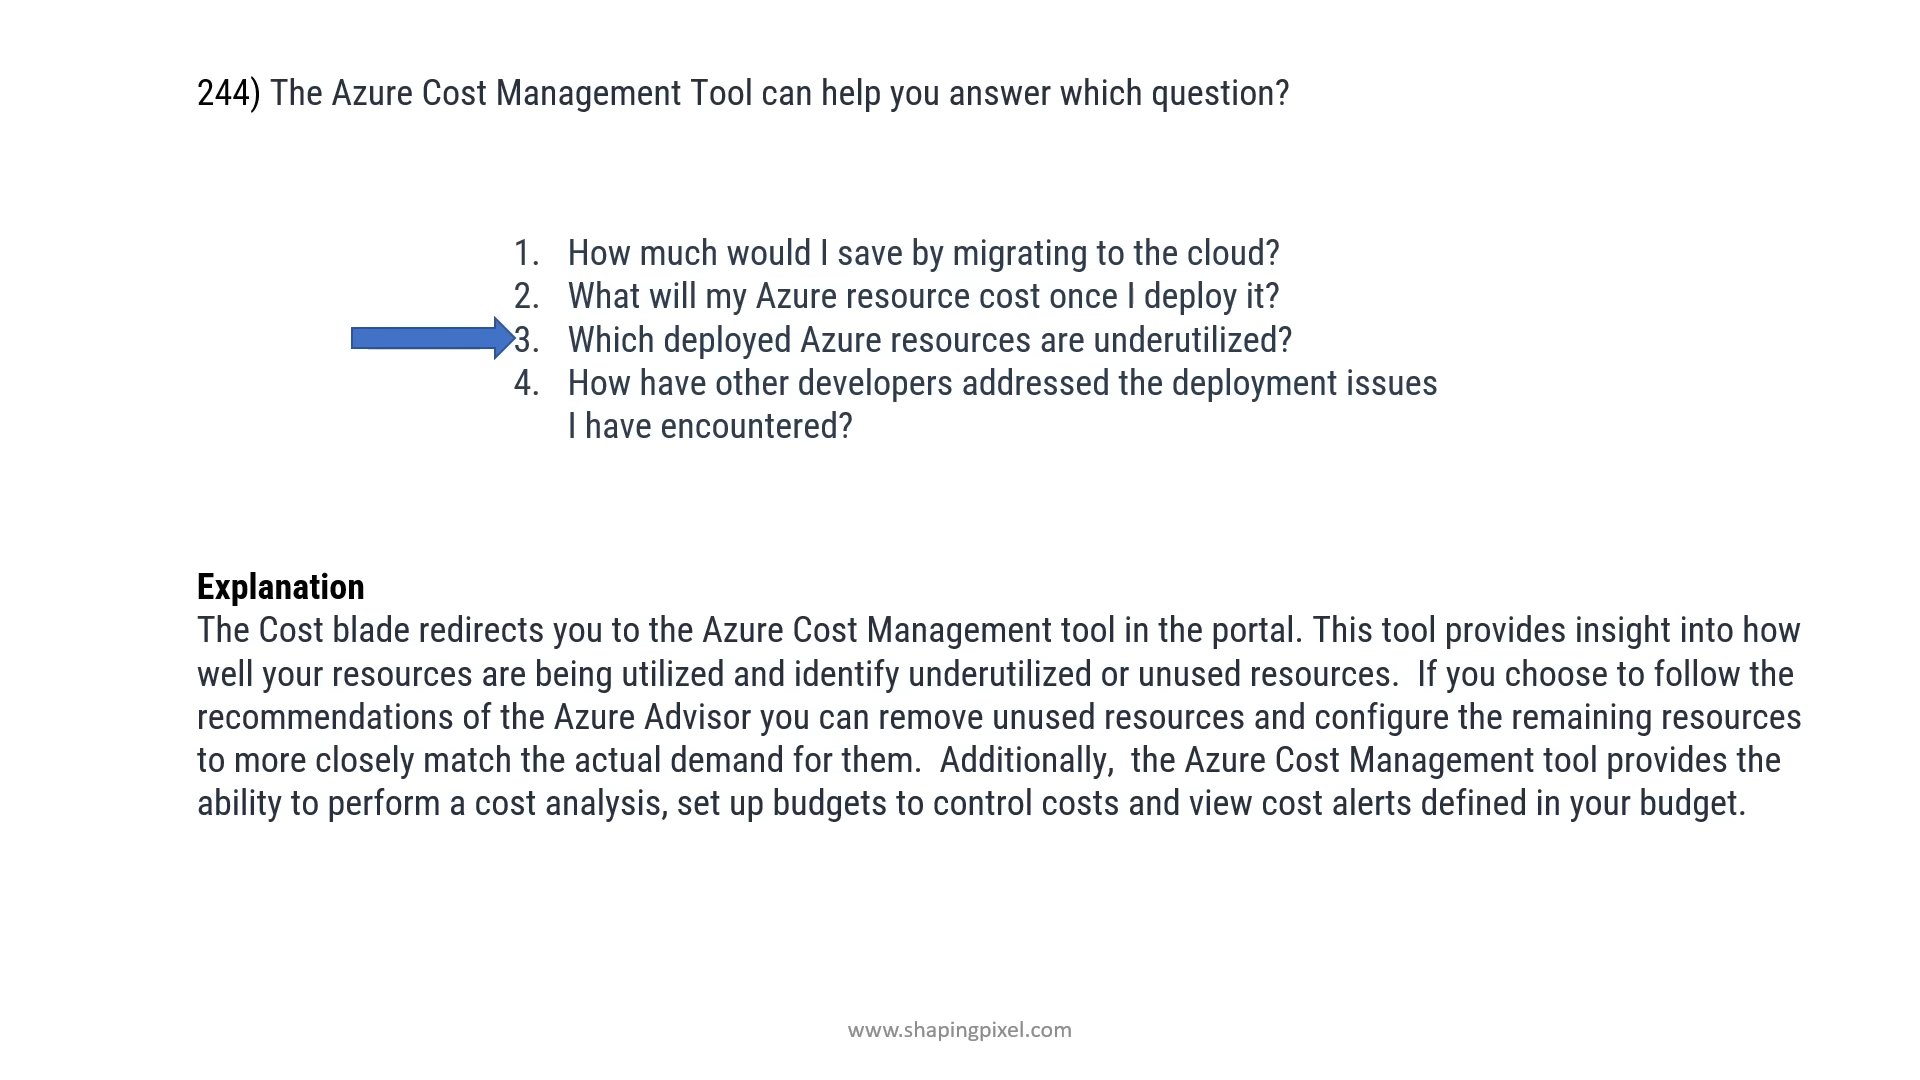 244) The Azure Cost Management Tool can help you answer which question?
1. How much would I save by migrating to the cloud?
2. What will my Azure resource cost once I deploy it?
3. Which deployed Azure resources are underutilized?
4. How have other developers addressed the deployment issues
I have encountered?
Explanation
The Cost blade redirects you to the Azure Cost Management tool in the portal. This tool provides insight into how
well your resources are being utilized and identify underutilized or unused resources.  If you choose to follow the
recommendations of the Azure Advisor you can remove unused resources and configure the remaining resources
to more closely match the actual demand for them.  Additionally,  the Azure Cost Management tool provides the
ability to perform a cost analysis, set up budgets to control costs and view cost alerts defined in your budget.
www.shapingpixel.com